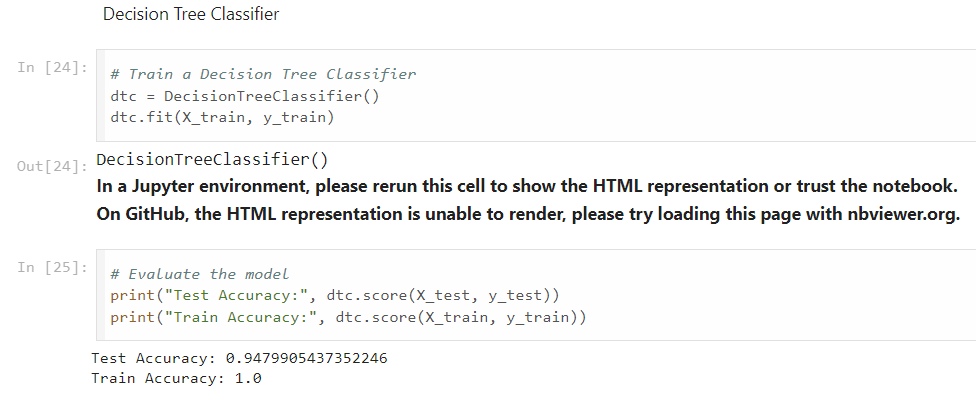 Decision Tree Classifier
In [24]:
# Train a Decision Tree Classifier
dtc = DecisionTreeClassifier()
dtc.fit(X_train, y_train)
Out[24]:
DecisionTreeClassifier()
In a Jupyter environment, please rerun this cell to show the HTML representation or trust the notebook.
On GitHub, the HTML representation is unable to render, please try loading this page with nbviewer.org.
In [25]:
# Evaluate the model
print("Test Accuracy:", dtc.score(X_test, y_test))
print("Train Accuracy:", dtc.score(X_train, y_train))
Test Accuracy: 0.9479905437352246
Train Accuracy: 1.0